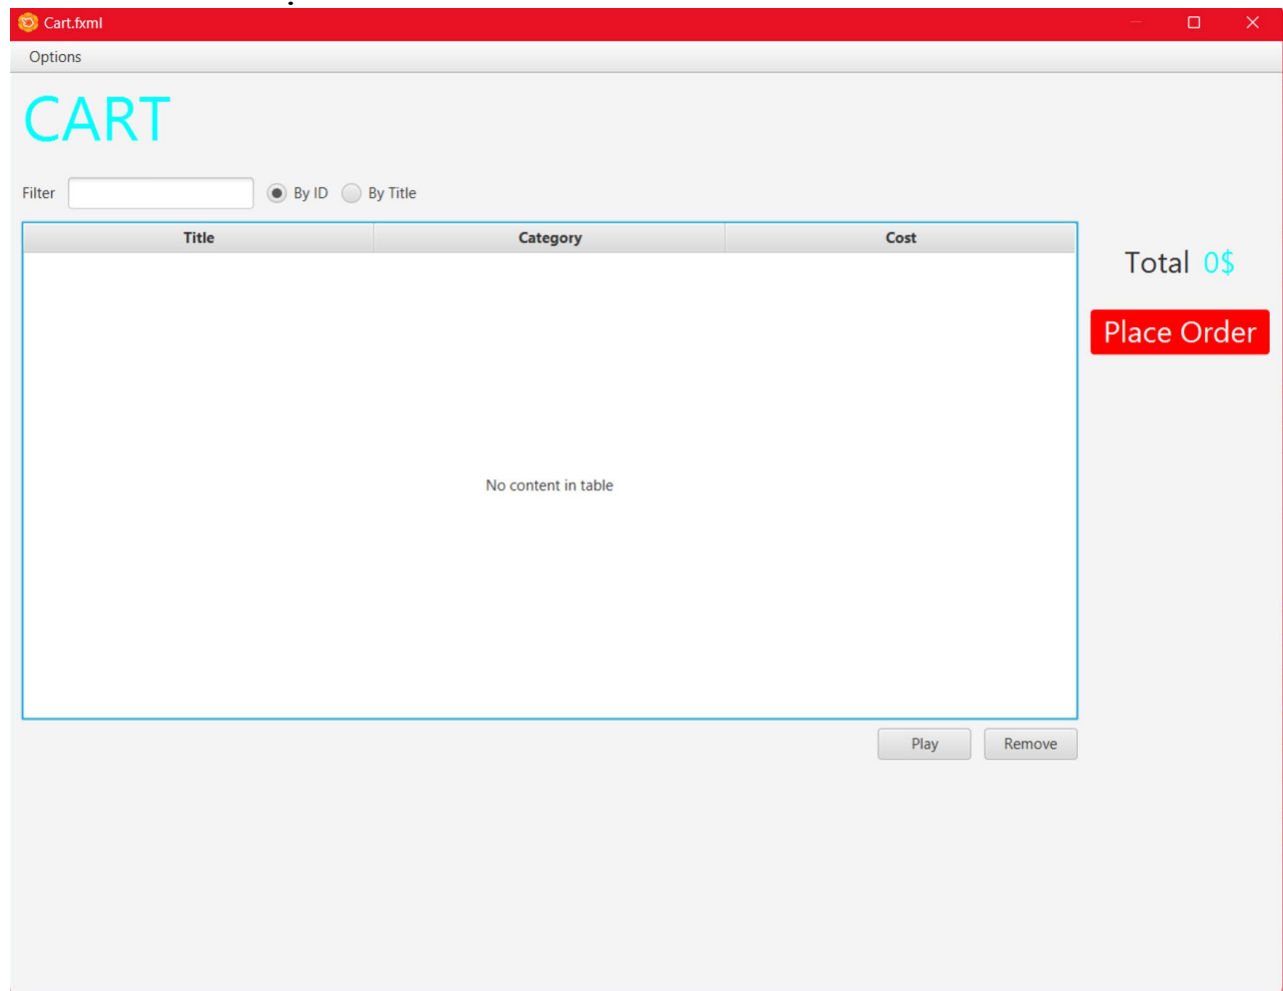 Cart.fxml
Options
CART
Filter By ID By Title
Title Category Cost
Total 0$
Place Order
No content in table
Play Remove